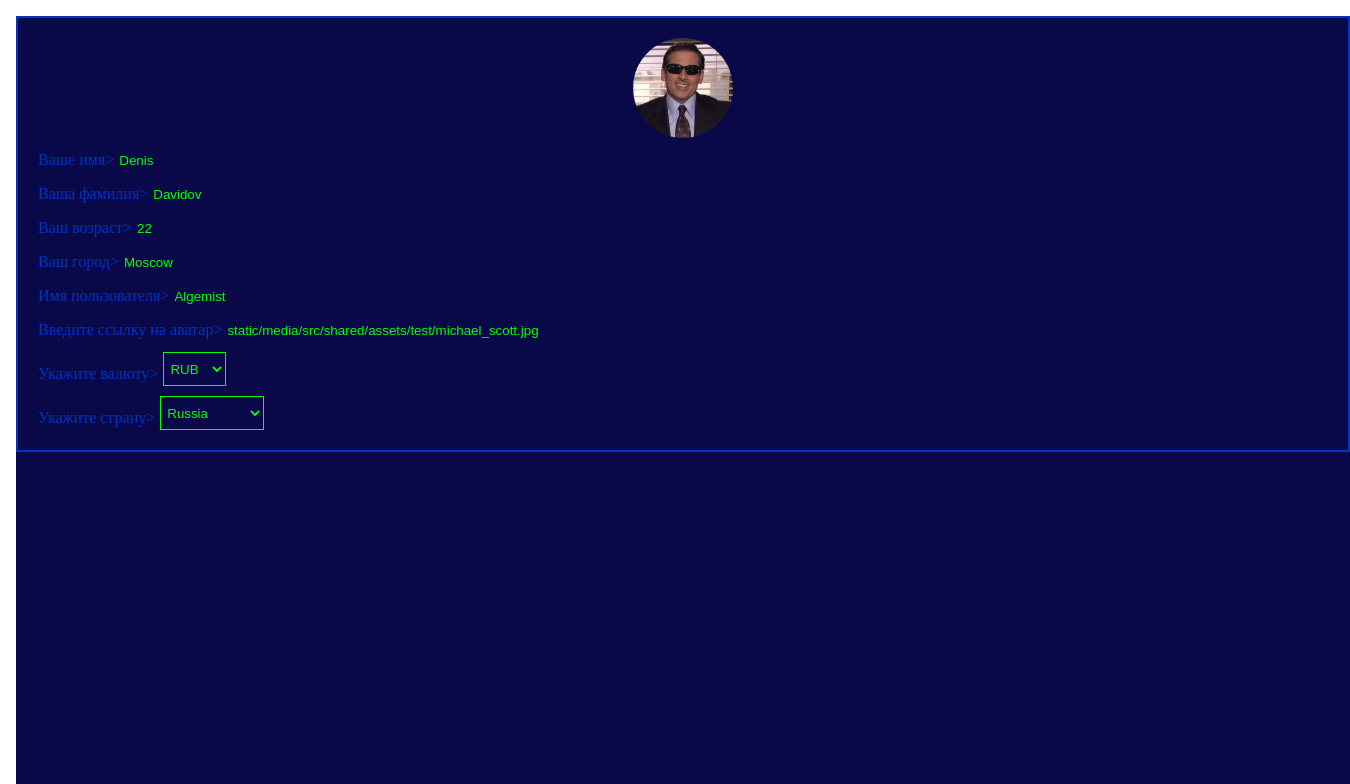 Ваше имя> Denis
Ваша фамилия> Davidov
Ваш возраст> 22
Ваш город> Moscow
Имя пользователя> Algemist
Введите ссылку на аватар> static/media/src/shared/assets/test/michael_scott.jpg
Укажите валюту> RUB
Укажите страну> Russia